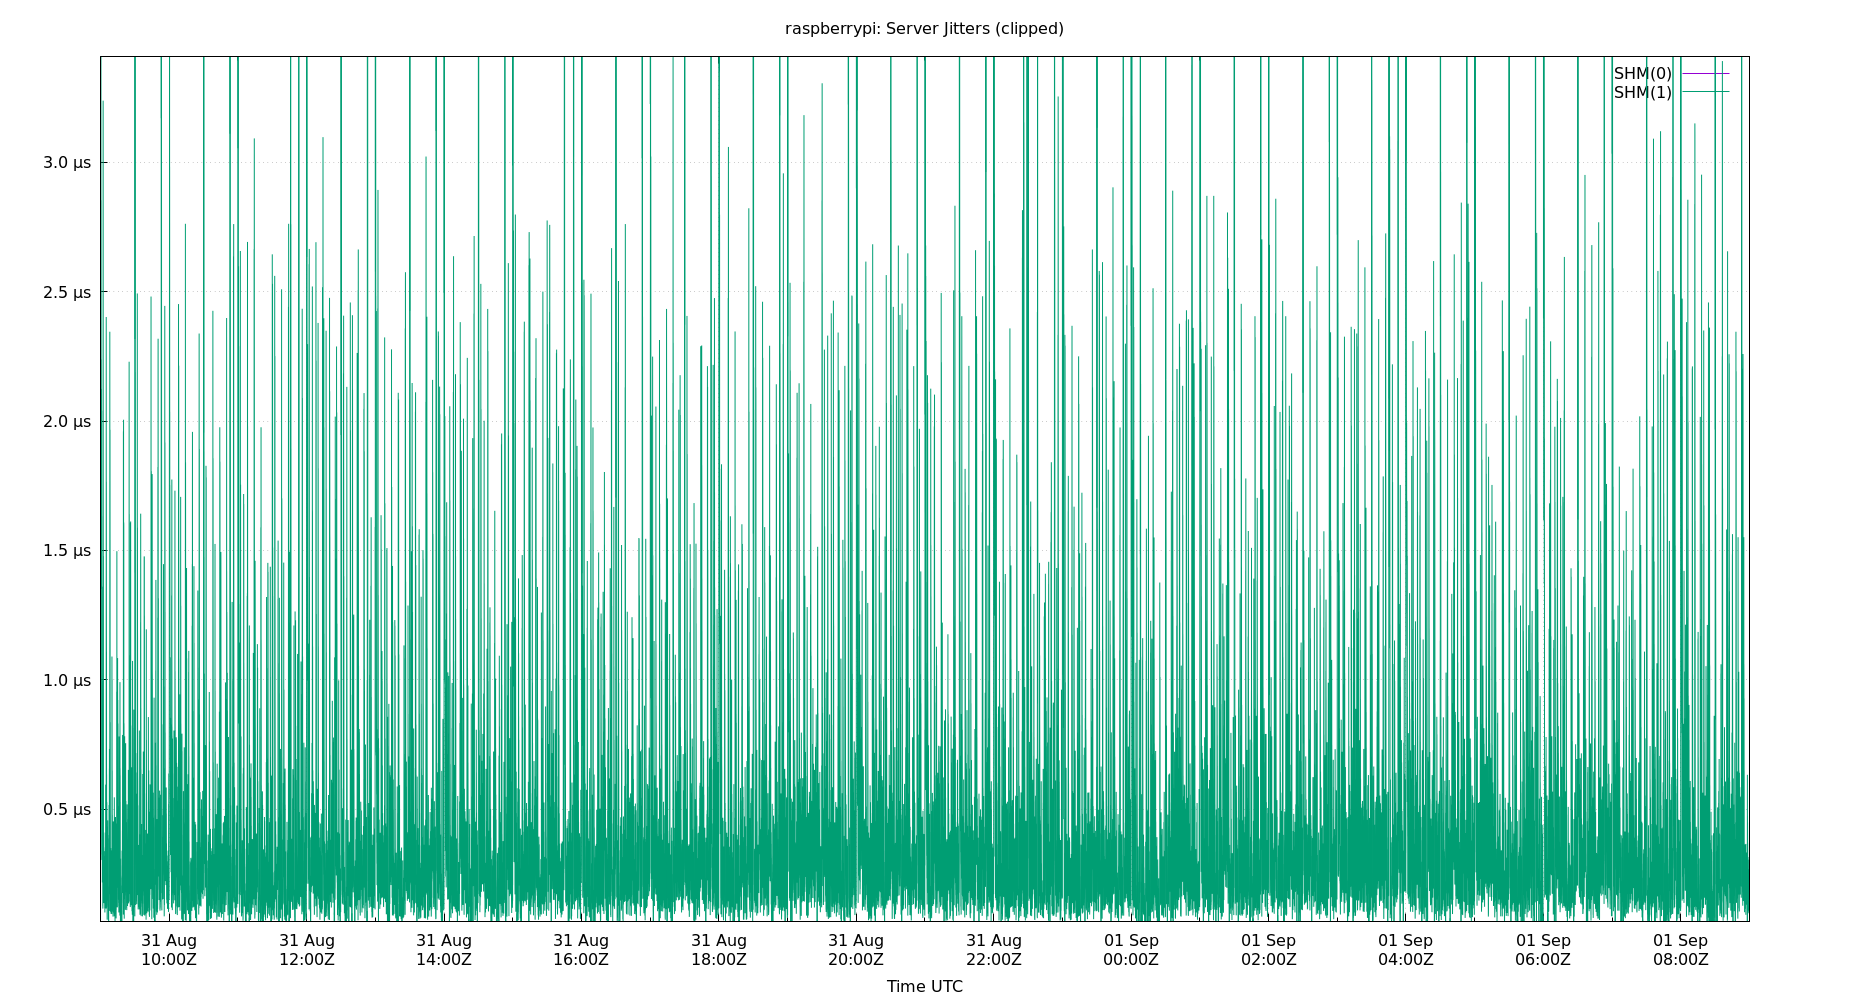 raspberrypi: Server Jitters (clipped)
SHM(0)
SHM(1)
3.0 µs
2.5 µs
2.0 µs
1.5 µs
1.0 µs
0.5 µs
31 Aug 31 Aug 31 Aug 31 Aug 31 Aug 31 Aug 31 Aug 01 Sep 01 Sep 01 Sep 01 Sep 01 Sep
10:00Z 12:00Z 14:00Z 16:00Z 18:00Z 20:00Z 22:00Z 00:00Z 02:00Z 04:00Z 06:00Z 08:00Z
Time UTC